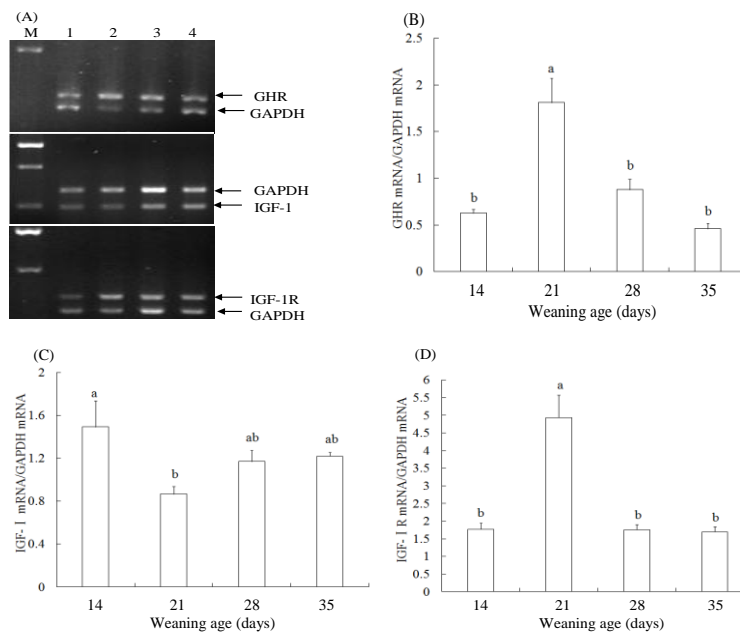 (A)
M 1 2 3 4
GHR
GAPDH
GAPDH
IGF-1
IGF-1R
GAPDH
(B)
GHR mRNA/GAPDH mRNA
2.5
2
1.5
1
0.5
0
b
a
b
b
14 21 28 35
Weaning age (days)
(C)
IGF-Ⅰ mRNA/GAPDH mRNA
2
1.6
1.2
0.8
0.4
0
a
b
ab
ab
14 21 28 35
Weaning age (days)
(D)
IGF-ⅠR mRNA/GAPDH mRNA
6
5.5
5
4.5
4
3.5
3
2.5
2
1.5
1
0.5
0
b
a
b
b
14 21 28 35
Weaning age (days)